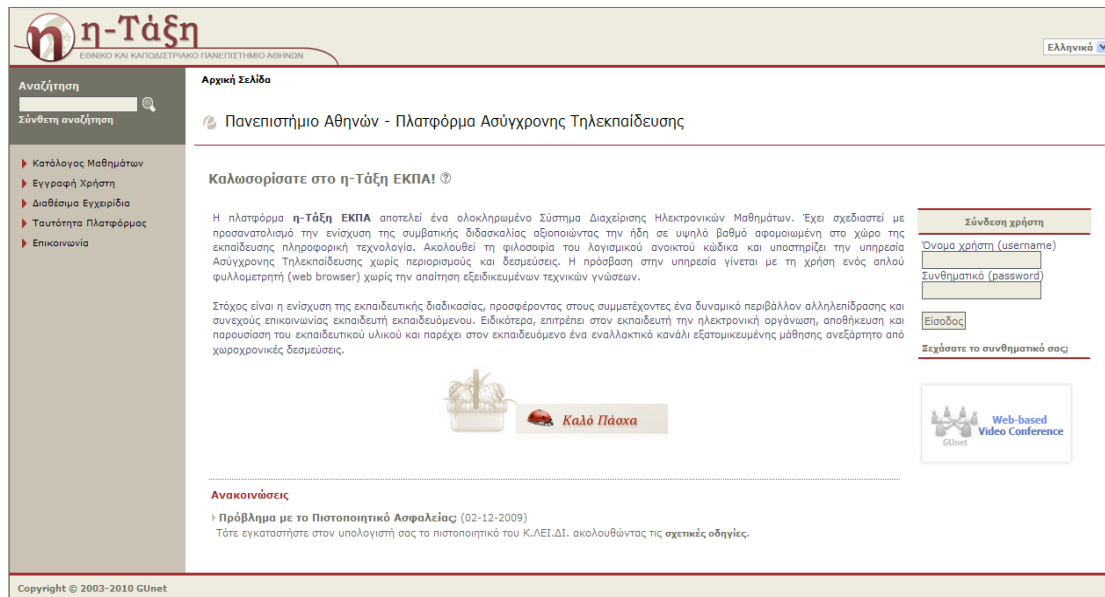 η-Τάξη
ΕΘΝΙΚΟ ΚΑΙ ΚΑΠΟΔΙΣΤΡΙΑΚΟ ΠΑΝΕΠΙΣΤΗΜΙΟ ΑΘΗΝΩΝ
Ελληνικά
Αναζήτηση
Σύνθετη αναζήτηση
Κατάλογος Μαθημάτων
Εγγραφή Χρήστη
Διαθέσιμα Εγχειρίδια
Ταυτότητα Πλατφόρμας
Επικοινωνία
Αρχική Σελίδα
Πανεπιστήμιο Αθηνών - Πλατφόρμα Ασύγχρονης Τηλεκπαίδευσης
Καλωσορίσατε στο η-Τάξη ΕΚΠΑ!
Η πλατφόρμα η-Τάξη ΕΚΠΑ αποτελεί ένα ολοκληρωμένο Σύστημα Διαχείρισης Ηλεκτρονικών Μαθημάτων. Έχει σχεδιαστεί με
προσανατολισμό την ενίσχυση της συμβατικής διδασκαλίας αξιοποιώντας την ήδη σε υψηλό βαθμό αφομοιωμένη στο χώρο της
εκπαίδευσης πληροφορική τεχνολογία. Ακολουθεί τη φιλοσοφία του λογισμικού ανοικτού κώδικα και υποστηρίζει την υπηρεσία
Ασύγχρονης Τηλεκπαίδευσης χωρίς περιορισμούς και δεσμεύσεις. Η πρόσβαση στην υπηρεσία γίνεται με τη χρήση ενός απλού
φυλλομετρητή (web browser) χωρίς την απαίτηση εξειδικευμένων τεχνικών γνώσεων.
Στόχος είναι η ενίσχυση της εκπαιδευτικής διαδικασίας, προσφέροντας στους συμμετέχοντες ένα δυναμικό περιβάλλον αλληλεπίδρασης και
συνεχούς επικοινωνίας εκπαιδευτή εκπαιδευόμενου. Ειδικότερα, επιτρέπει στον εκπαιδευτή την ηλεκτρονική οργάνωση, αποθήκευση και
παρουσίαση του εκπαιδευτικού υλικού και παρέχει στον εκπαιδευόμενο ένα εναλλακτικό κανάλι εξατομικευμένης μάθησης ανεξάρτητο από
χωροχρονικές δεσμεύσεις.
Καλό Πάσχα
Σύνδεση χρήστη
Όνομα χρήστη (username)
Συνθηματικό (password)
Είσοδος
Ξεχάσατε το συνθηματικό σας;
Web-based
Video Conference
GUnet
Ανακοινώσεις
Πρόβλημα με το Πιστοποιητικό Ασφαλείας; (02-12-2009)
Τότε εγκαταστήστε στον υπολογιστή σας το πιστοποιητικό του Κ.ΛΕΙ.ΔΙ. ακολουθώντας τις σχετικές οδηγίες.
Copyright © 2003-2010 GUnet